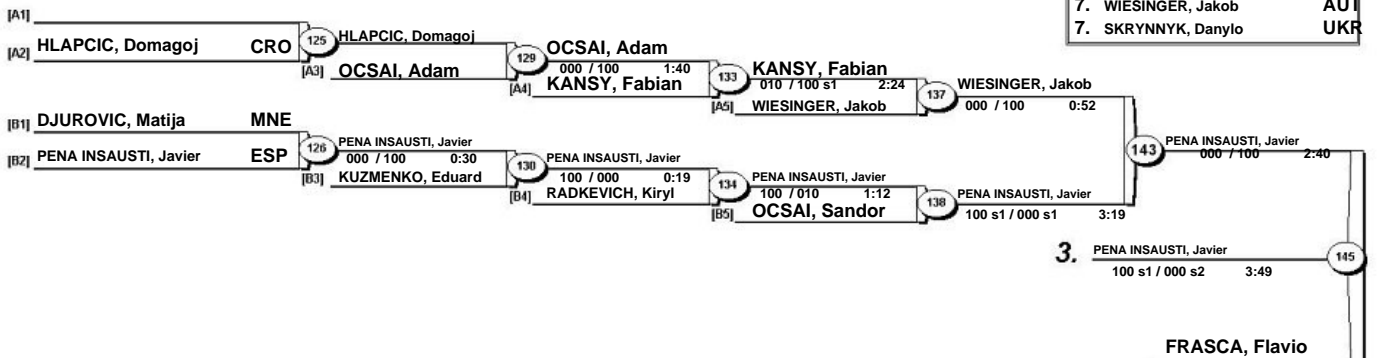 7. WIESINGER, Jakob AUT
7. SKRYNNYK, Danylo UKR
[A1]
[A2] HLAPCIC, Domagoj CRO
125
HLAPCIC, Domagoj
[A3] OCSAI, Adam
129
OCSAI, Adam
000 / 100 1:40
[A4] KANSY, Fabian
133
KANSY, Fabian
010 / 100 s1 2:24
[A5] WIESINGER, Jakob
137
WIESINGER, Jakob
000 / 100 0:52
[B1] DJUROVIC, Matija MNE
[B2] PENA INSAUSTI, Javier ESP
126
PENA INSAUSTI, Javier
000 / 100 0:30
[B3] KUZMENKO, Eduard
130
PENA INSAUSTI, Javier
100 / 000 0:19
[B4] RADKEVICH, Kiryl
134
PENA INSAUSTI, Javier
100 / 010 1:12
[B5] OCSAI, Sandor
138
PENA INSAUSTI, Javier
100 s1 / 000 s1 3:19
143
PENA INSAUSTI, Javier
000 / 100 2:40
3. PENA INSAUSTI, Javier
100 s1 / 000 s2 3:49
145
FRASCA, Flavio